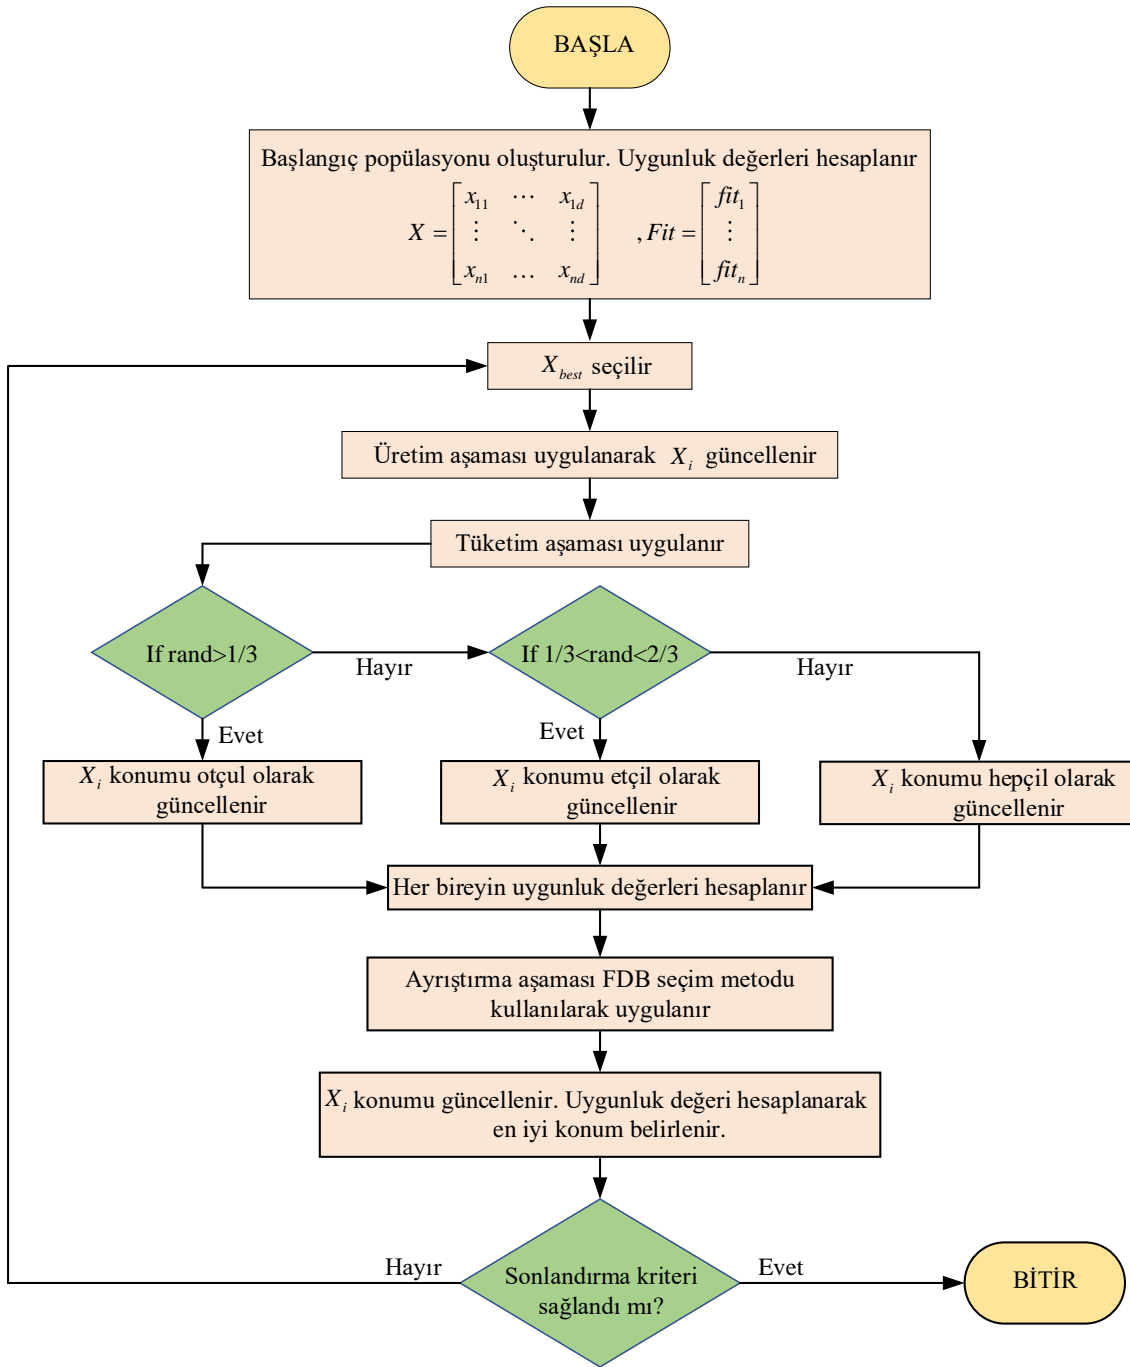 BAŞLA
Başlangıç popülasyonu oluşturulur. Uygunluk değerleri hesaplanır
x₁₁ ⋯ x₁d fit₁
X = ⋮ ⋱ ⋮ , Fit = ⋮
xn1 … xnd fitn
Xbest seçilir
Üretim aşaması uygulanarak Xi güncellenir
Tüketim aşaması uygulanır
If rand>1/3
Hayır
If 1/3<rand<2/3
Hayır
Evet
Evet
Xi konumu otçul olarak
güncellenir
Xi konumu etçil olarak
güncellenir
Xi konumu hepçil olarak
güncellenir
Her bireyin uygunluk değerleri hesaplanır
Ayrıştırma aşaması FDB seçim metodu
kullanılarak uygulanır
Xi konumu güncellenir. Uygunluk değeri hesaplanarak
en iyi konum belirlenir.
Hayır
Sonlandırma kriteri
sağlandı mı?
Evet
BİTİR